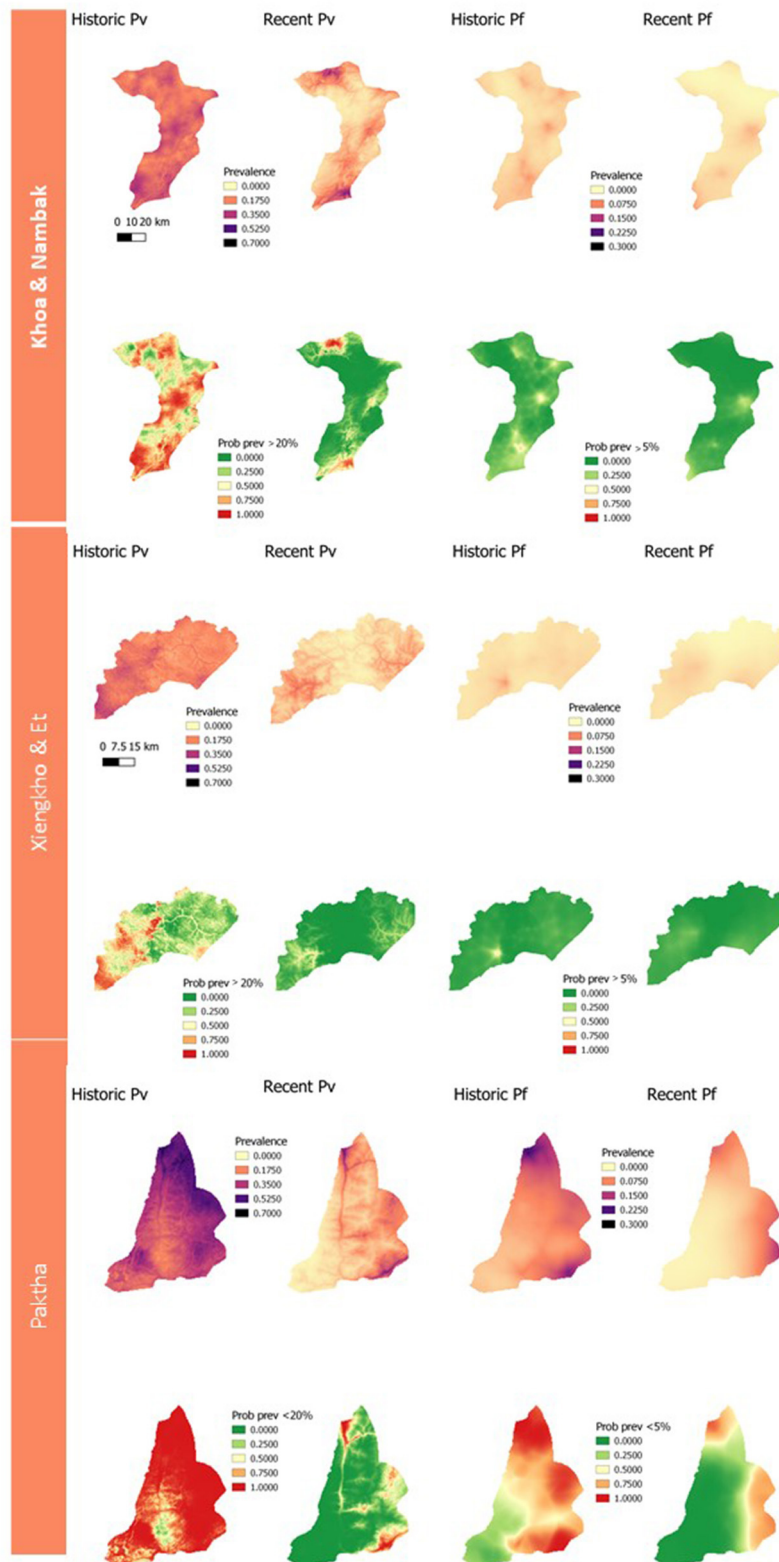 Khoa & Nambak
Historic Pv
Recent Pv
Historic Pf
Recent Pf
Prevalence
0.0000
0.1750
0.3500
0.5250
0.7000
0 10 20 km
Prevalence
0.0000
0.0750
0.1500
0.2250
0.3000
Prob prev > 20%
0.0000
0.2500
0.5000
0.7500
1.0000
Prob prev > 5%
0.0000
0.2500
0.5000
0.7500
1.0000
Xiengkho & Et
Historic Pv
Recent Pv
Historic Pf
Recent Pf
Prevalence
0.0000
0.1750
0.3500
0.5250
0.7000
0 7.5 15 km
Prevalence
0.0000
0.0750
0.1500
0.2250
0.3000
Prob prev > 20%
0.0000
0.2500
0.5000
0.7500
1.0000
Prob prev > 5%
0.0000
0.2500
0.5000
0.7500
1.0000
Paktha
Historic Pv
Recent Pv
Historic Pf
Recent Pf
Prevalence
0.0000
0.1750
0.3500
0.5250
0.7000
Prevalence
0.0000
0.0750
0.1500
0.2250
0.3000
Prob prev <20%
0.0000
0.2500
0.5000
0.7500
1.0000
Prob prev <5%
0.0000
0.2500
0.5000
0.7500
1.0000